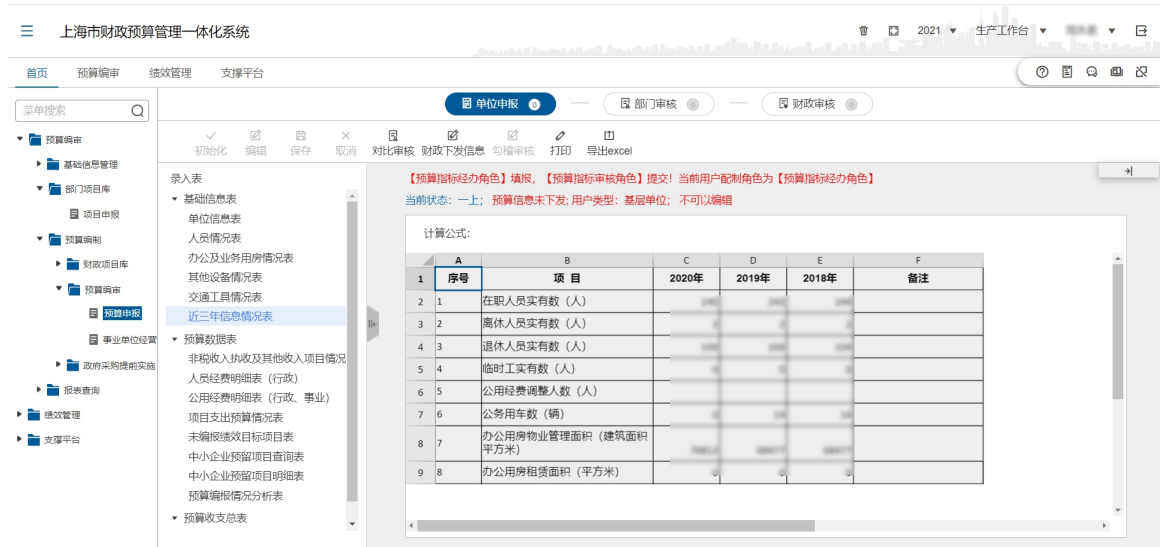 上海市财政预算管理一体化系统
2021
生产工作台
首页 预算编审 绩效管理 支撑平台
菜单搜索
预算编审
基础信息管理
部门项目库
项目申报
预算编制
财政项目库
预算编审
预算申报
事业单位经营
政府采购提前实施
报表查询
绩效管理
支撑平台
单位申报 0 部门审核 0 财政审核 0
初始化 编辑 保存 取消 对比审核 财政下发信息 勾稽审核 打印 导出excel
录入表
基础信息表
单位信息表
人员情况表
办公及业务用房情况表
其他设备情况表
交通工具情况表
近三年信息情况表
预算数据表
非税收入执收及其他收入项目情况
人员经费明细表（行政）
公用经费明细表（行政、事业）
项目支出预算情况表
未编报绩效目标项目表
中小企业预留项目查询表
中小企业预留项目明细表
预算编报情况分析表
预算收支总表
【预算指标经办角色】填报，【预算指标审核角色】提交！当前用户配制角色为【预算指标经办角色】
当前状态：一上； 预算信息未下发; 用户类型：基层单位； 不可以编辑
计算公式：
A B C D E F
1 序号 项 目 2020年 2019年 2018年 备注
2 1 在职人员实有数（人）
3 2 离休人员实有数（人）
4 3 退休人员实有数（人）
5 4 临时工实有数（人）
6 5 公用经费调整人数（人）
7 6 公务用车数（辆）
8 7 办公用房物业管理面积（建筑面积
平方米）
9 8 办公用房租赁面积（平方米）